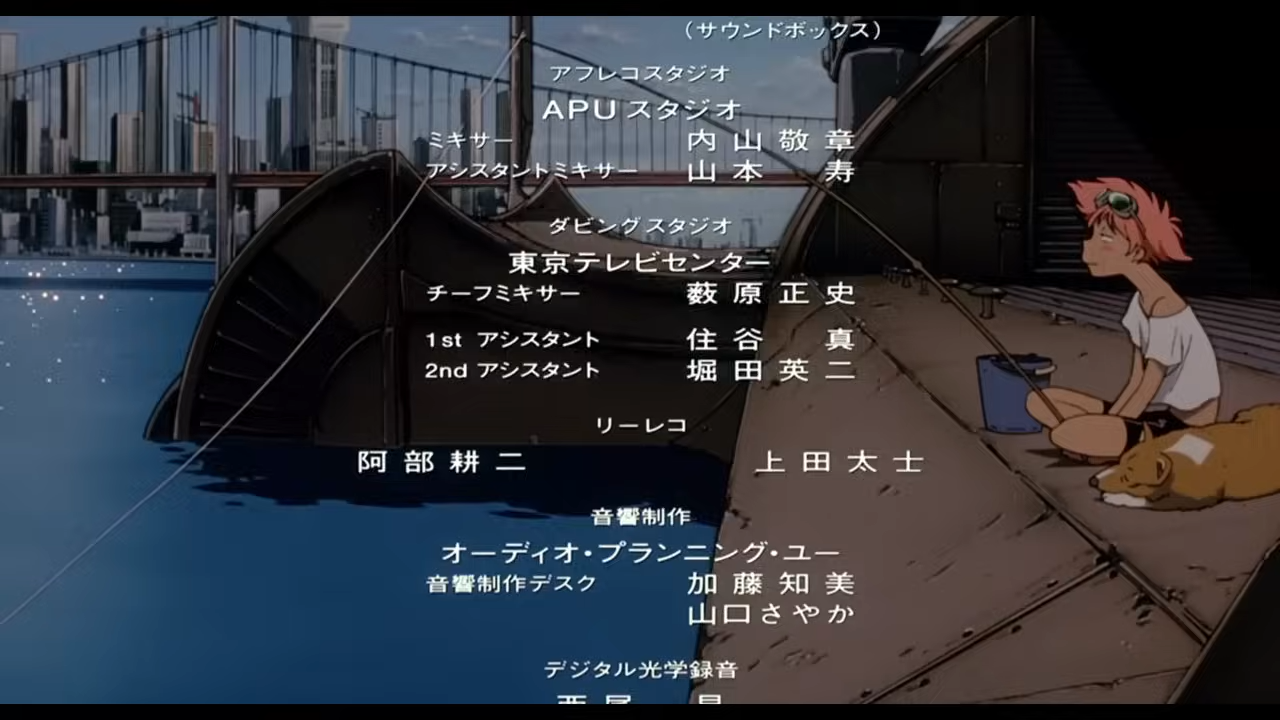 （サウンドボックス）
アフレコスタジオ
APUスタジオ
ミキサー 内山敬章
アシスタントミキサー 山本 寿
ダビングスタジオ
東京テレビセンター
チーフミキサー 薮原正史
1st アシスタント 住谷 真
2nd アシスタント 堀田英二
リーレコ
阿部耕二 上田太士
音響制作
オーディオ・プランニング・ユー
音響制作デスク 加藤知美
山口さやか
デジタル光学録音
西尾